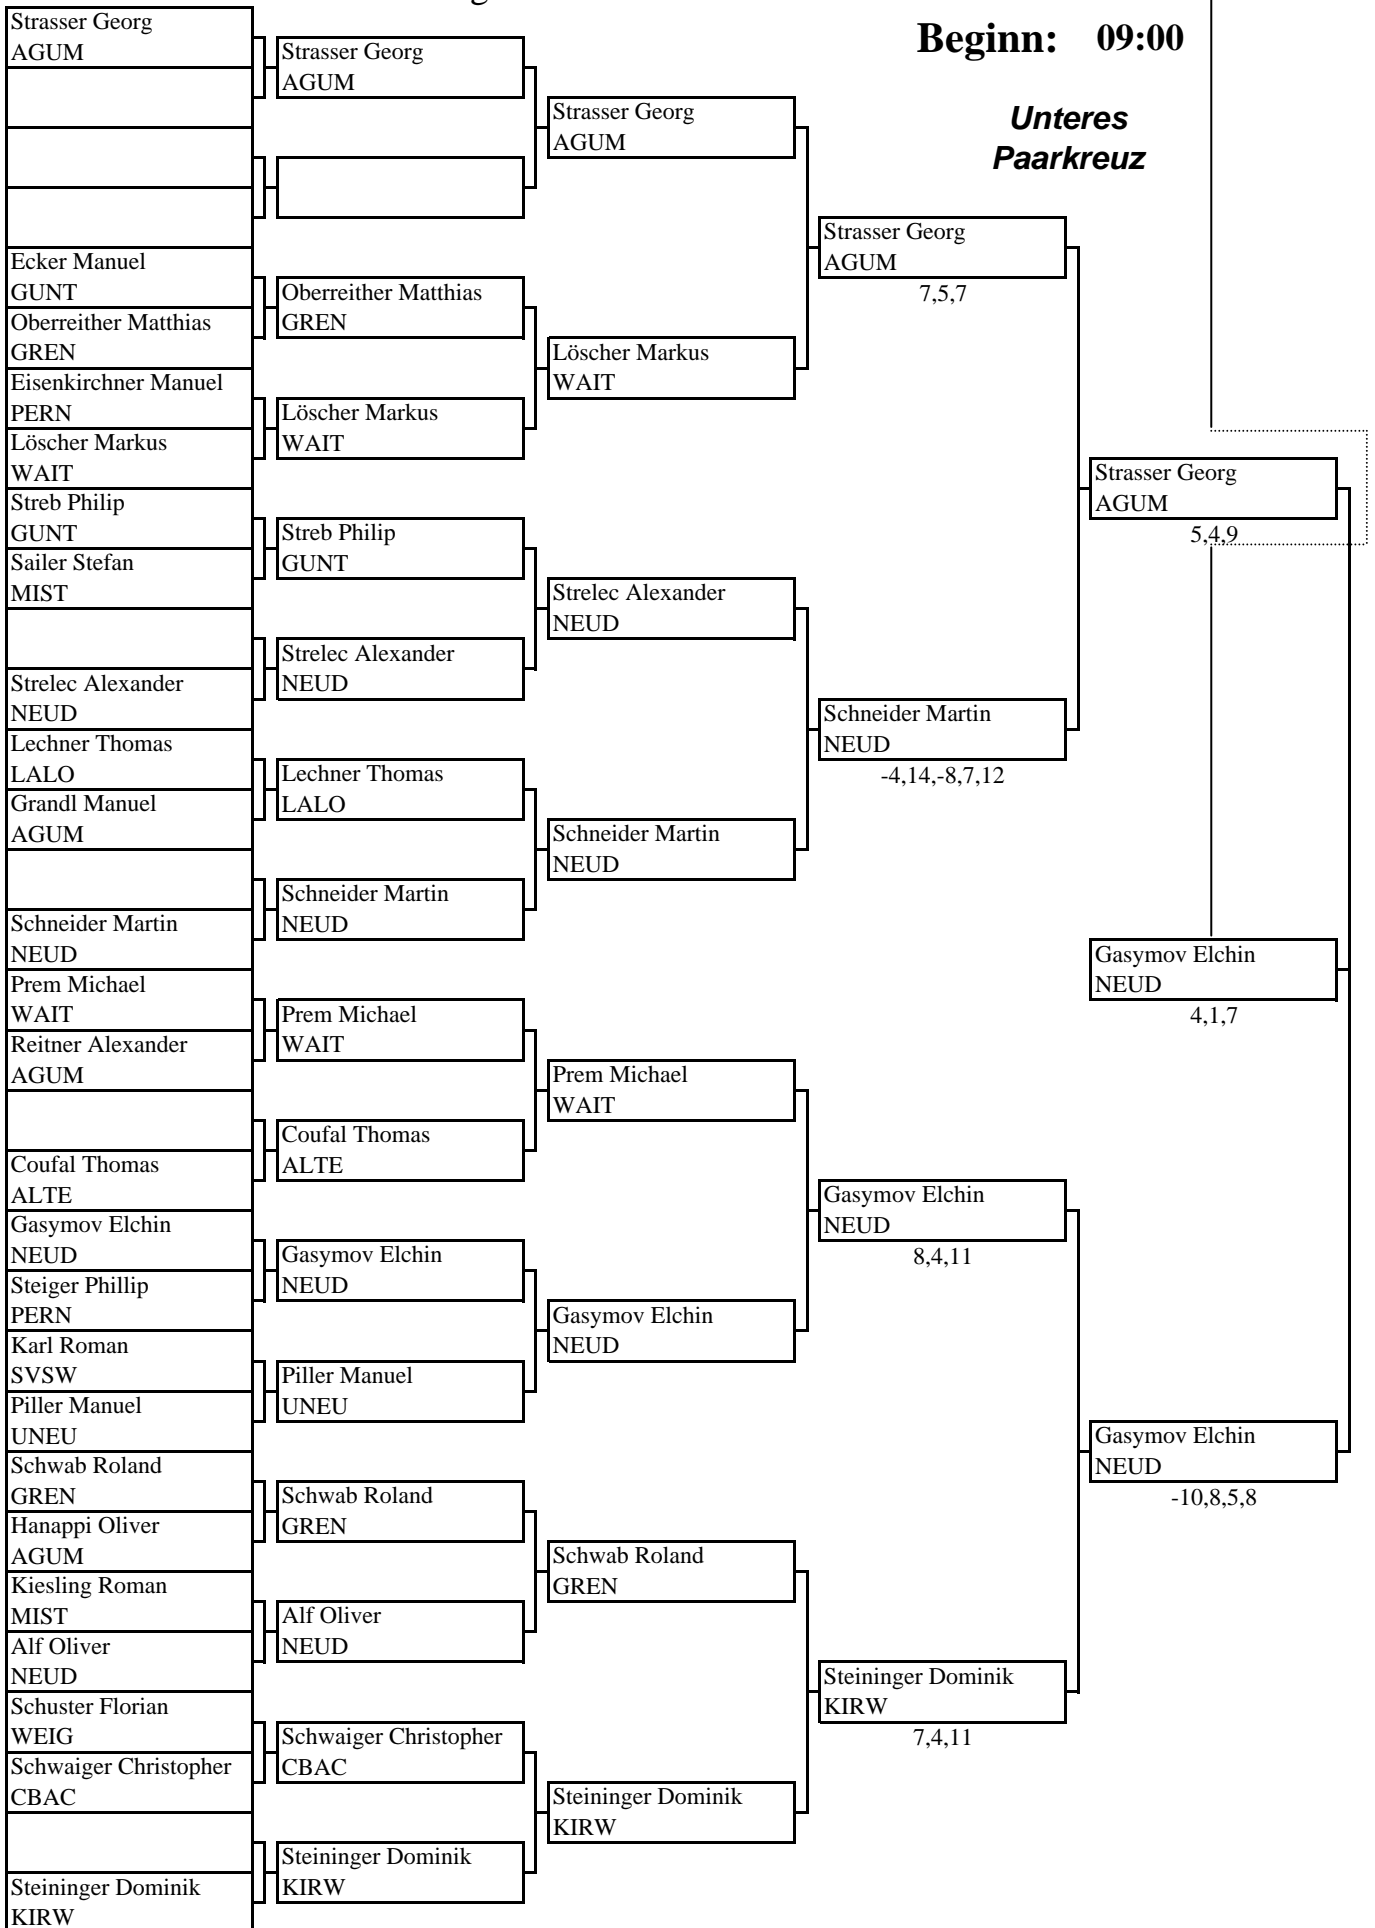 Strasser Georg
AGUM
Ecker Manuel
GUNT
Oberreither Matthias
GREN
Eisenkirchner Manuel
PERN
Löscher Markus
WAIT
Streb Philip
GUNT
Sailer Stefan
MIST
Strelec Alexander
NEUD
Lechner Thomas
LALO
Grandl Manuel
AGUM
Schneider Martin
NEUD
Prem Michael
WAIT
Reitner Alexander
AGUM
Coufal Thomas
ALTE
Gasymov Elchin
NEUD
Steiger Phillip
PERN
Karl Roman
SVSW
Piller Manuel
UNEU
Schwab Roland
GREN
Hanappi Oliver
AGUM
Kiesling Roman
MIST
Alf Oliver
NEUD
Schuster Florian
WEIG
Schwaiger Christopher
CBAC
Steininger Dominik
KIRW
Strasser Georg
AGUM
Oberreither Matthias
GREN
Löscher Markus
WAIT
Streb Philip
GUNT
Strelec Alexander
NEUD
Lechner Thomas
LALO
Schneider Martin
NEUD
Prem Michael
WAIT
Coufal Thomas
ALTE
Gasymov Elchin
NEUD
Piller Manuel
UNEU
Schwab Roland
GREN
Alf Oliver
NEUD
Schwaiger Christopher
CBAC
Steininger Dominik
KIRW
Strasser Georg
AGUM
Löscher Markus
WAIT
Strelec Alexander
NEUD
Schneider Martin
NEUD
Prem Michael
WAIT
Gasymov Elchin
NEUD
Schwab Roland
GREN
Steininger Dominik
KIRW
Beginn: 09:00
Unteres
Paarkreuz
Strasser Georg
AGUM
7,5,7
Schneider Martin
NEUD
-4,14,-8,7,12
Gasymov Elchin
NEUD
8,4,11
Steininger Dominik
KIRW
7,4,11
Strasser Georg
AGUM
5,4,9
Gasymov Elchin
NEUD
4,1,7
Gasymov Elchin
NEUD
-10,8,5,8